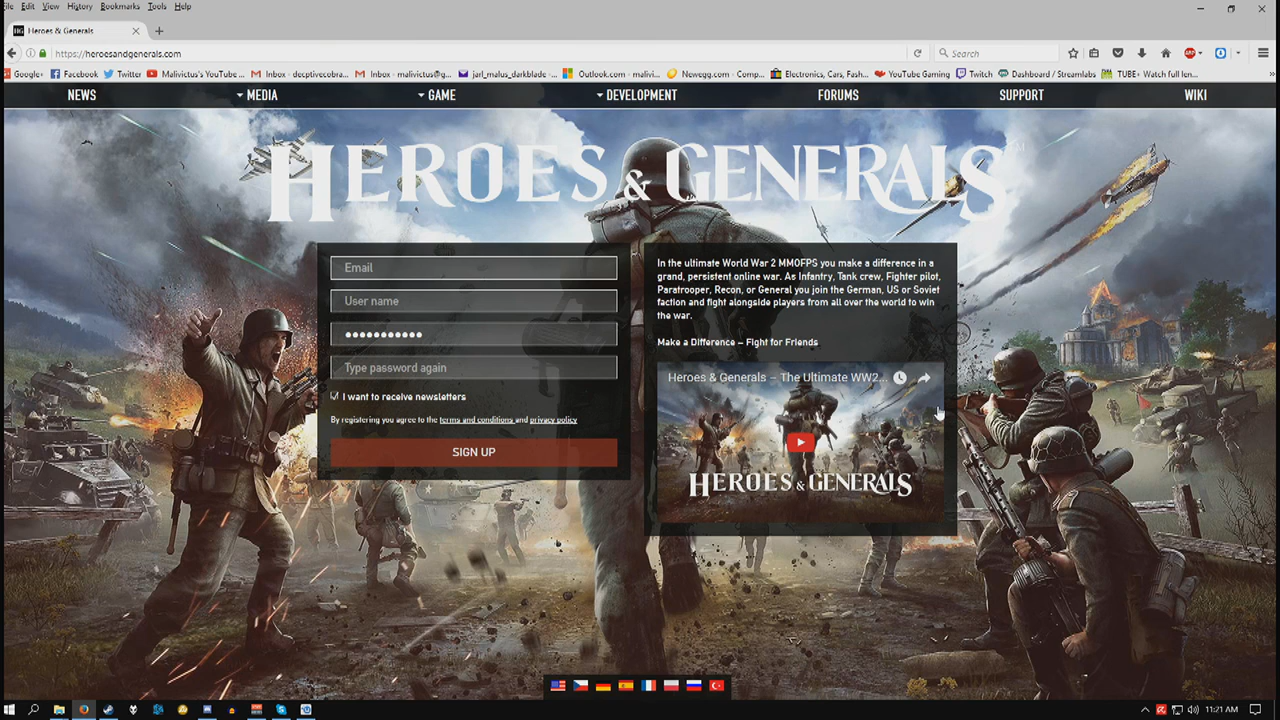 File Edit View History Bookmarks Tools Help
HG Heroes & Generals
https://heroesandgenerals.com
Search
Google+ Facebook Twitter Malivictus's YouTube ... Inbox - decptivecobra... Inbox - malivictus@g... jarl_malus_darkblade -... Outlook.com - malivi... Newegg.com - Comp... Electronics, Cars, Fash... YouTube Gaming Twitch Dashboard / Streamlabs TUBE+ Watch full len...
NEWS MEDIA GAME DEVELOPMENT FORUMS SUPPORT WIKI
HEROES & GENERALS™
Email
User name
Type password again
I want to receive newsletters
By registering you agree to the terms and conditions and privacy policy
SIGN UP
In the ultimate World War 2 MMOFPS you make a difference in a
grand, persistent online war. As Infantry, Tank crew, Fighter pilot,
Paratrooper, Recon, or General you join the German, US or Soviet
faction and fight alongside players from all over the world to win
the war.
Make a Difference – Fight for Friends
Heroes & Generals – The Ultimate WW2...
HEROES & GENERALS
11:21 AM